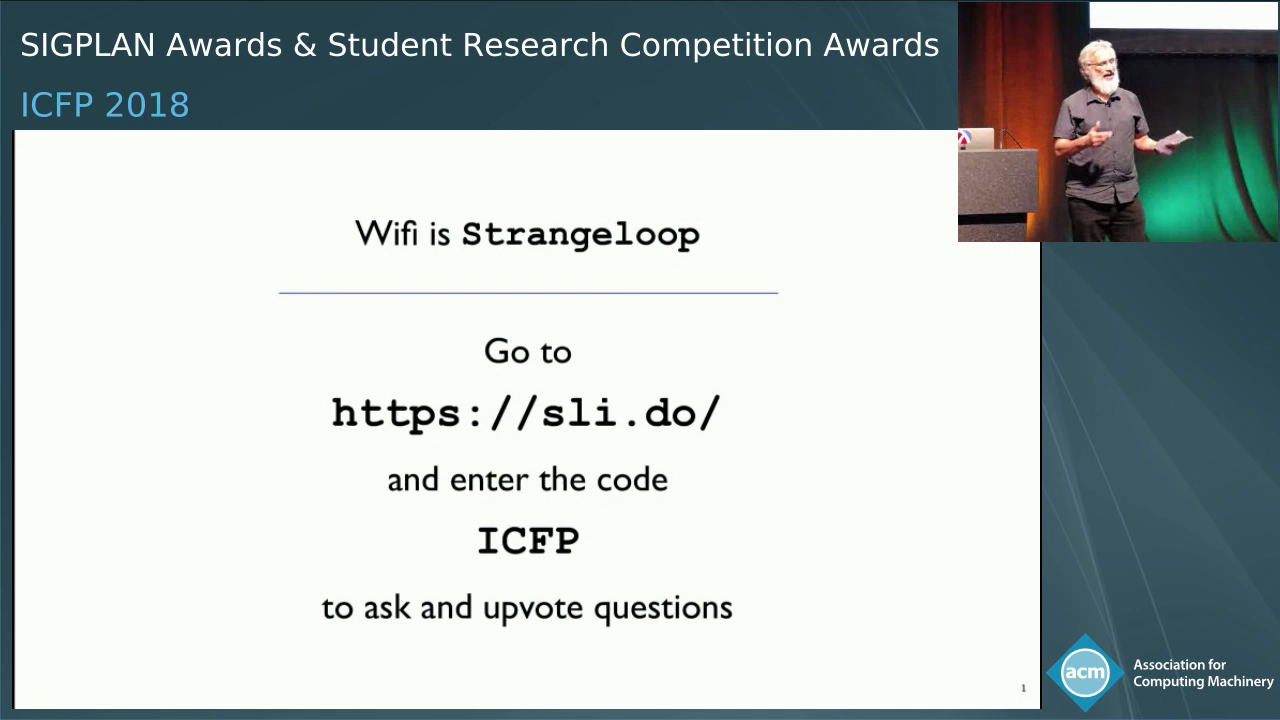 SIGPLAN Awards & Student Research Competition Awards
ICFP 2018
Wifi is Strangeloop
Go to
https://sli.do/
and enter the code
ICFP
to ask and upvote questions
1
acm
Association for
Computing Machinery